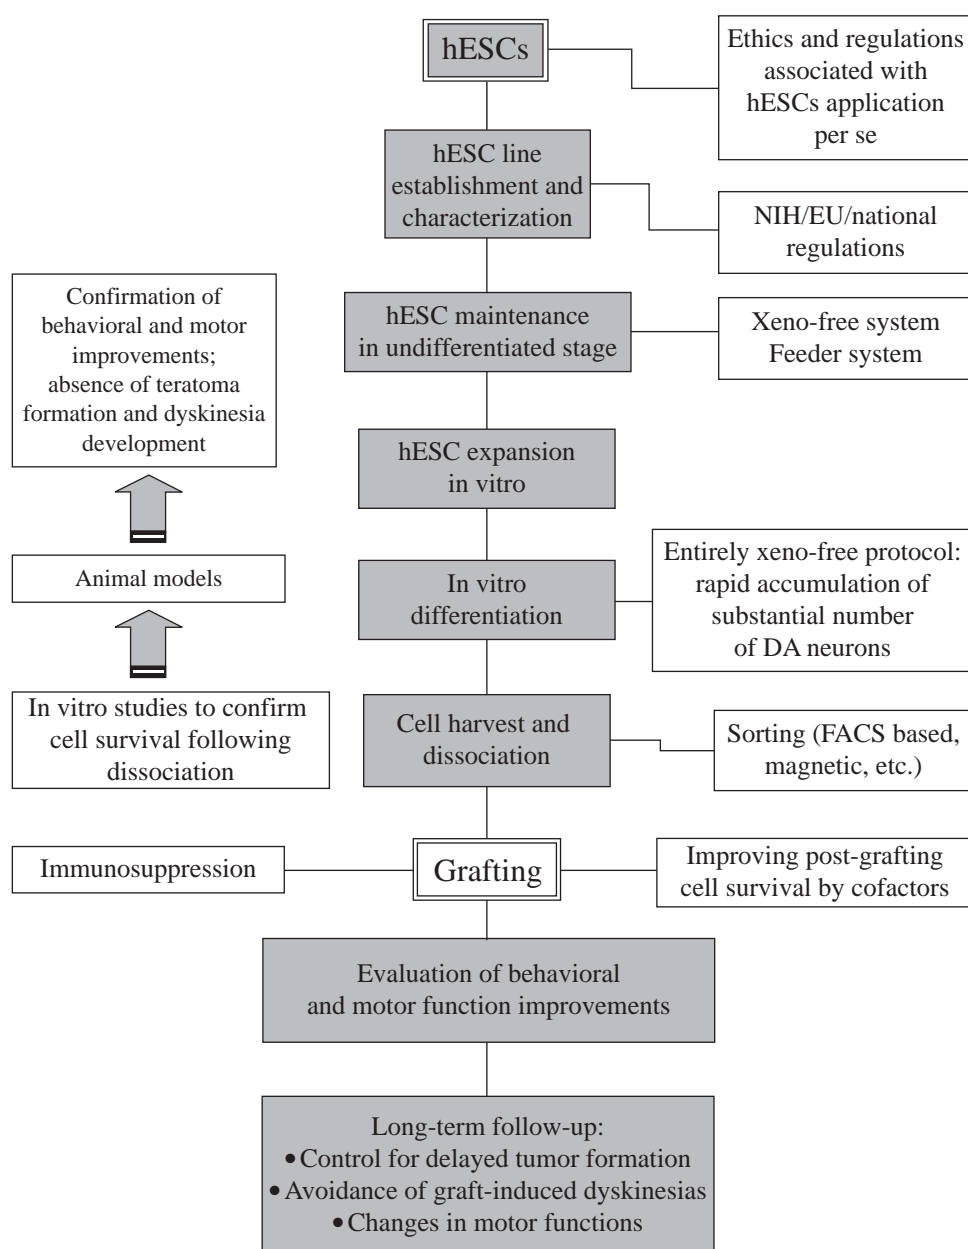 hESCs
Ethics and regulations
associated with
hESCs application
per se
hESC line
establishment and
characterization
NIH/EU/national
regulations
Confirmation of
behavioral and motor
improvements;
absence of teratoma
formation and dyskinesia
development
hESC maintenance
in undifferentiated stage
Xeno-free system
Feeder system
hESC expansion
in vitro
Animal models
In vitro
differentiation
Entirely xeno-free protocol:
rapid accumulation of
substantial number
of DA neurons
In vitro studies to confirm
cell survival following
dissociation
Cell harvest and
dissociation
Sorting (FACS based,
magnetic, etc.)
Immunosuppression
Grafting
Improving post-grafting
cell survival by cofactors
Evaluation of behavioral
and motor function improvements
Long-term follow-up:
• Control for delayed tumor formation
• Avoidance of graft-induced dyskinesias
• Changes in motor functions